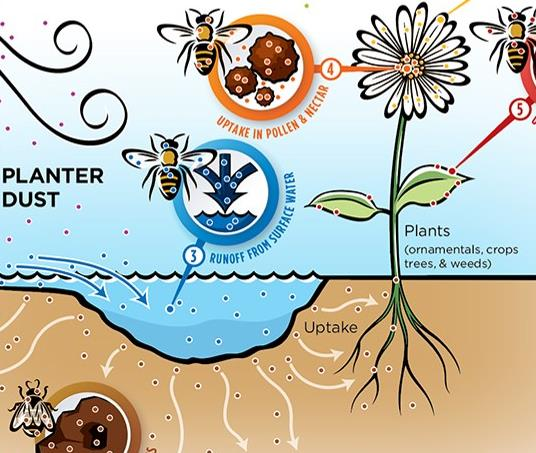 4
UPTAKE IN POLLEN & NECTAR
5
PLANTER
DUST
3
RUNOFF FROM SURFACE WATER
Plants
(ornamentals, crops
trees, & weeds)
Uptake